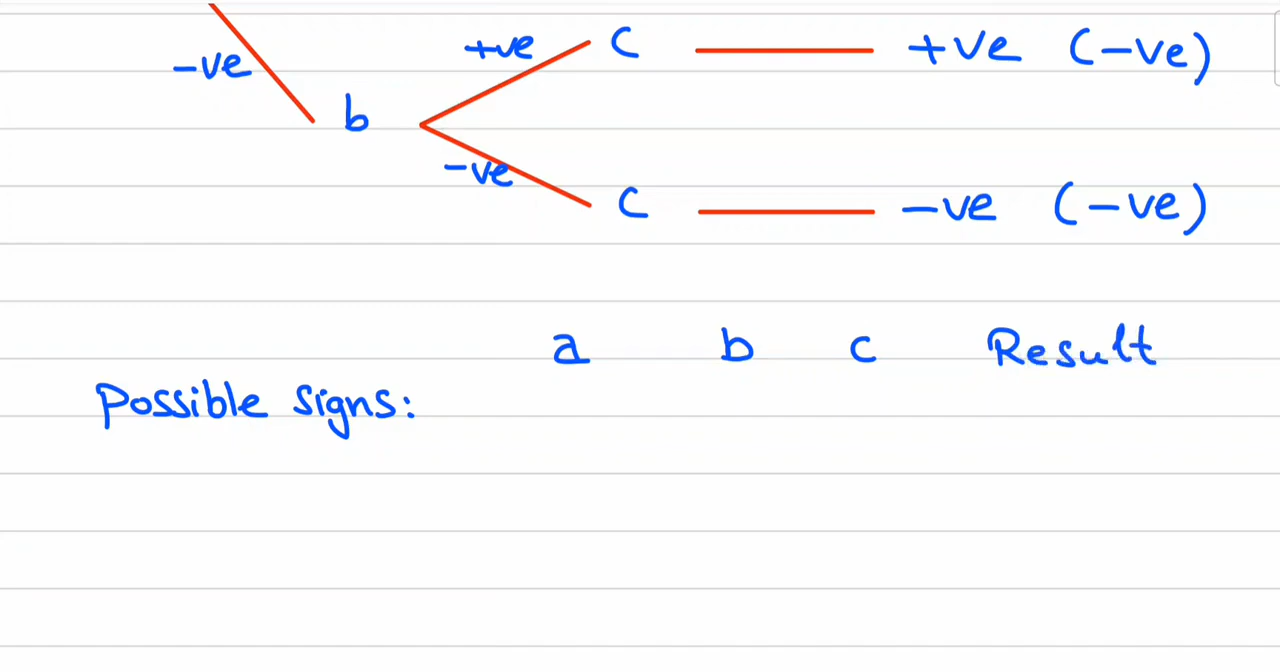 +ve C +ve (-ve)
-ve
b
-ve
C -ve (-ve)
a b c Result
Possible signs: